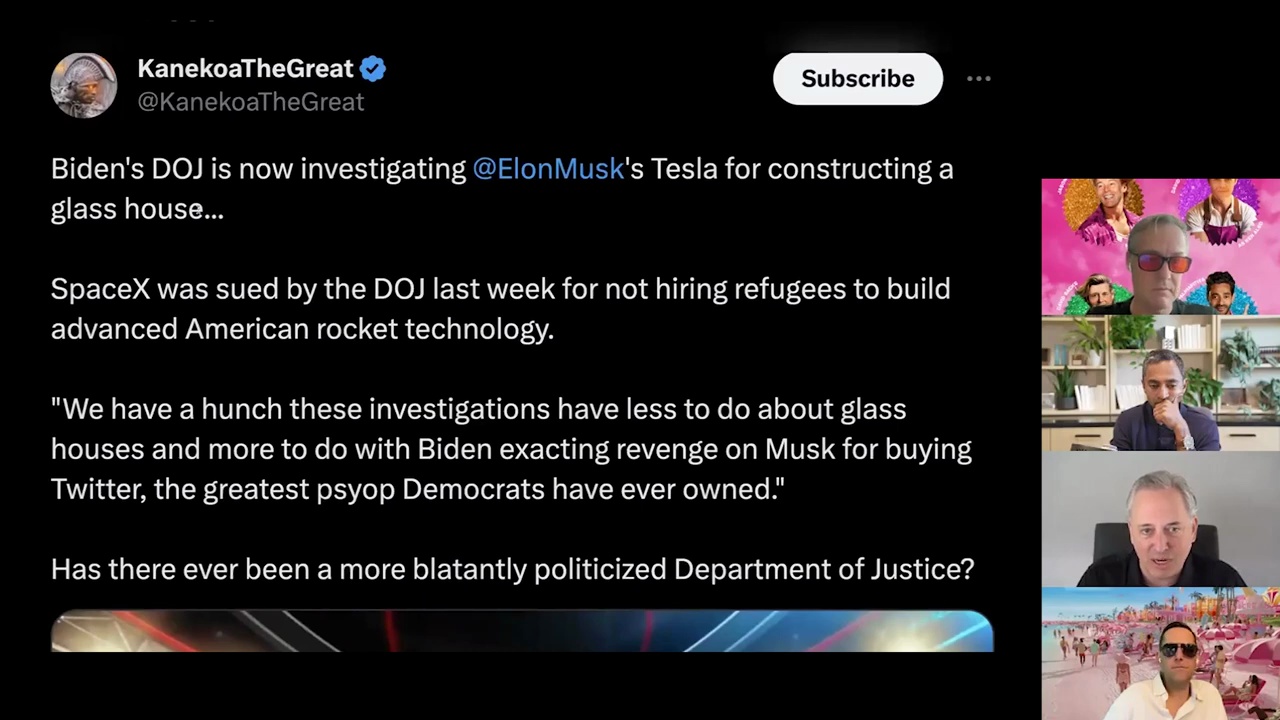 KanekoaTheGreat
@KanekoaTheGreat
Subscribe
Biden's DOJ is now investigating @ElonMusk's Tesla for constructing a
glass house...
SpaceX was sued by the DOJ last week for not hiring refugees to build
advanced American rocket technology.
"We have a hunch these investigations have less to do about glass
houses and more to do with Biden exacting revenge on Musk for buying
Twitter, the greatest psyop Democrats have ever owned."
Has there ever been a more blatantly politicized Department of Justice?